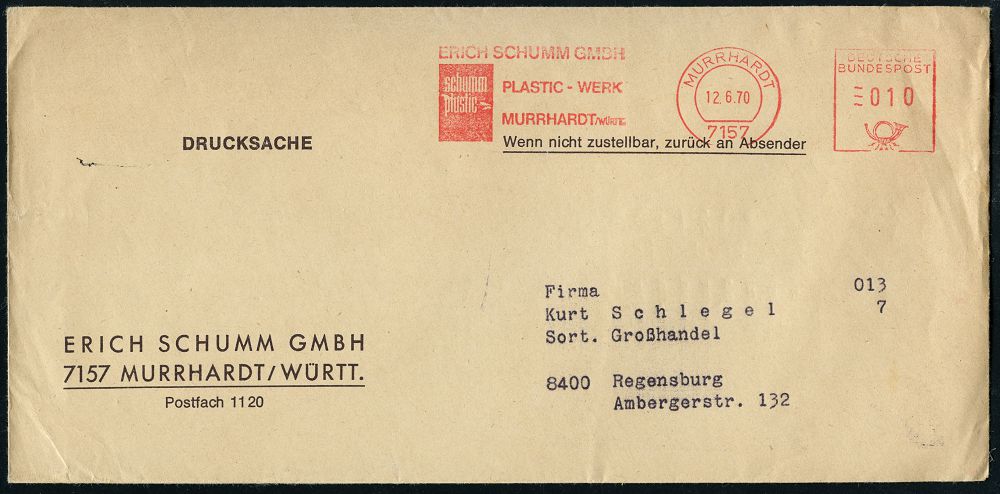 ERICH SCHUMM GMBH
schumm
plastic
PLASTIC - WERK
MURRHARDT/WÜRTT.
MURRHARDT
12.6.70
7157
DEUTSCHE
BUNDESPOST
010
Wenn nicht zustellbar, zurück an Absender
DRUCKSACHE
Firma 013
Kurt Schlegel 7
Sort. Großhandel
8400 Regensburg
Ambergerstr. 132
ERICH SCHUMM GMBH
7157 MURRHARDT/WÜRTT.
Postfach 1120